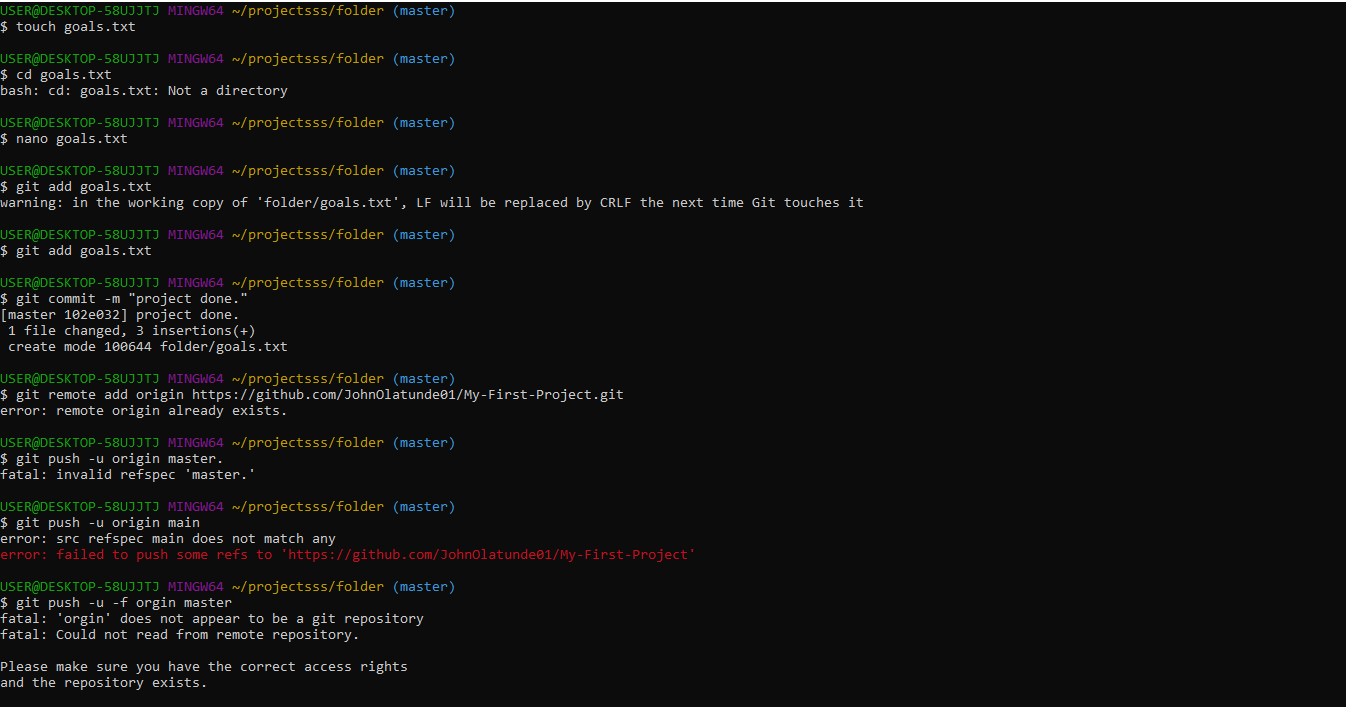 USER@DESKTOP-58UJJTJ MINGW64 ~/projectsss/folder (master)
$ touch goals.txt
USER@DESKTOP-58UJJTJ MINGW64 ~/projectsss/folder (master)
$ cd goals.txt
bash: cd: goals.txt: Not a directory
USER@DESKTOP-58UJJTJ MINGW64 ~/projectsss/folder (master)
$ nano goals.txt
USER@DESKTOP-58UJJTJ MINGW64 ~/projectsss/folder (master)
$ git add goals.txt
warning: in the working copy of 'folder/goals.txt', LF will be replaced by CRLF the next time Git touches it
USER@DESKTOP-58UJJTJ MINGW64 ~/projectsss/folder (master)
$ git add goals.txt
USER@DESKTOP-58UJJTJ MINGW64 ~/projectsss/folder (master)
$ git commit -m "project done."
[master 102e032] project done.
 1 file changed, 3 insertions(+)
 create mode 100644 folder/goals.txt
USER@DESKTOP-58UJJTJ MINGW64 ~/projectsss/folder (master)
$ git remote add origin https://github.com/JohnOlatunde01/My-First-Project.git
error: remote origin already exists.
USER@DESKTOP-58UJJTJ MINGW64 ~/projectsss/folder (master)
$ git push -u origin master.
fatal: invalid refspec 'master.'
USER@DESKTOP-58UJJTJ MINGW64 ~/projectsss/folder (master)
$ git push -u origin main
error: src refspec main does not match any
error: failed to push some refs to 'https://github.com/JohnOlatunde01/My-First-Project'
USER@DESKTOP-58UJJTJ MINGW64 ~/projectsss/folder (master)
$ git push -u -f orgin master
fatal: 'orgin' does not appear to be a git repository
fatal: Could not read from remote repository.
Please make sure you have the correct access rights
and the repository exists.